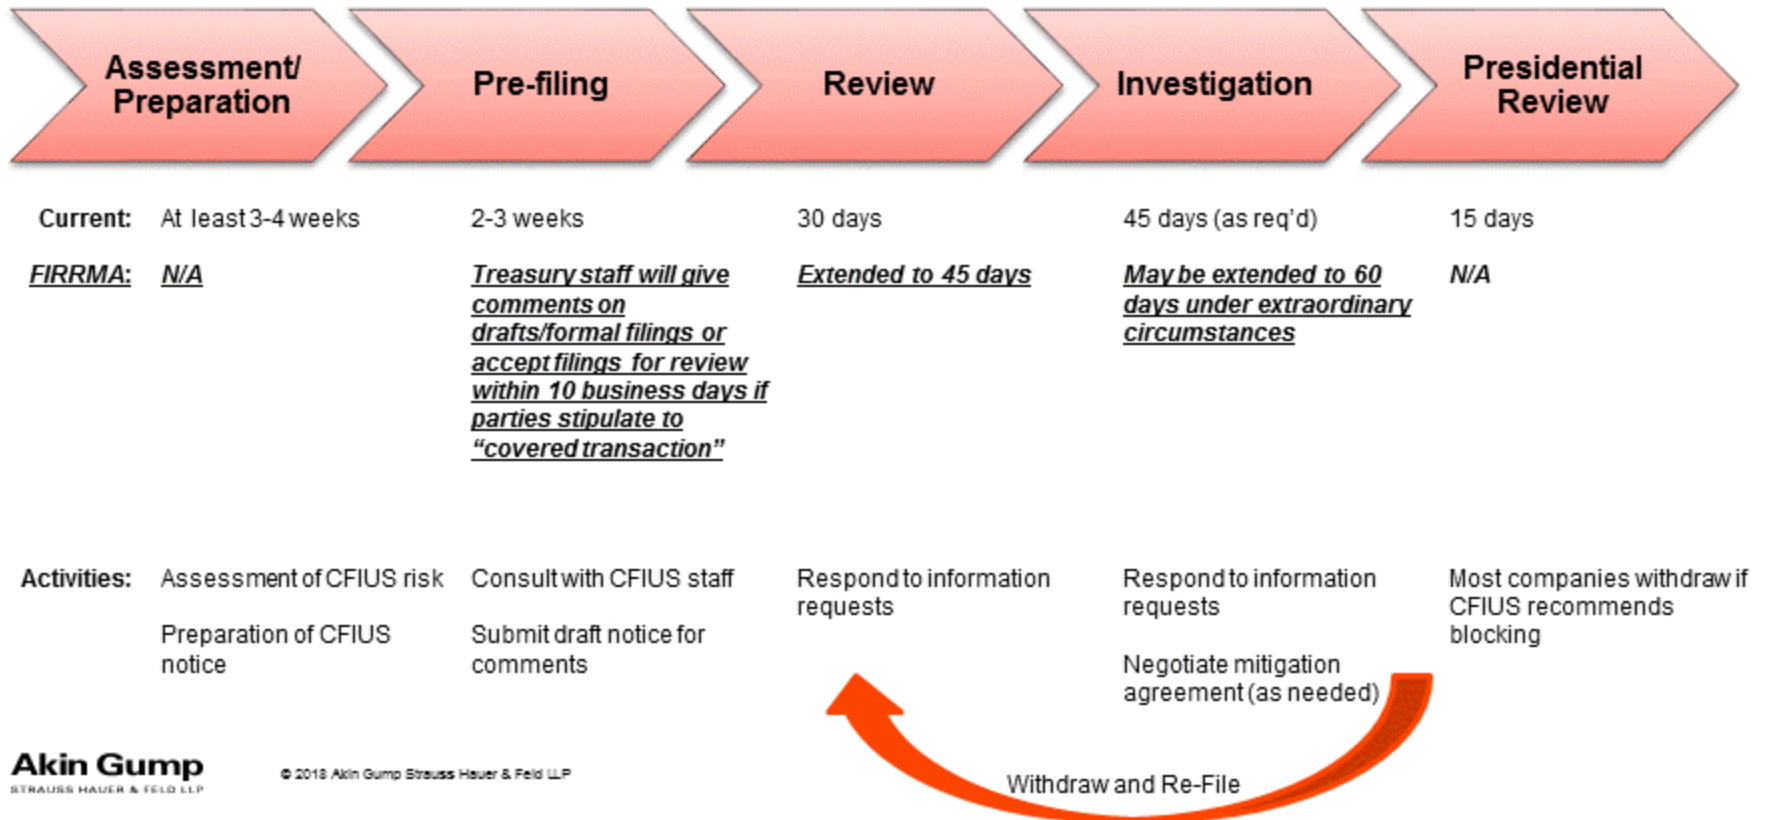 Assessment/
Preparation
Pre-filing
Review
Investigation
Presidential
Review
Current:
At least 3-4 weeks
2-3 weeks
30 days
45 days (as req'd)
15 days
FIRRMA:
N/A
Treasury staff will give
comments on
drafts/formal filings or
accept filings for review
within 10 business days if
parties stipulate to
“covered transaction”
Extended to 45 days
May be extended to 60
days under extraordinary
circumstances
N/A
Activities:
Assessment of CFIUS risk
Preparation of CFIUS
notice
Consult with CFIUS staff
Submit draft notice for
comments
Respond to information
requests
Respond to information
requests
Negotiate mitigation
agreement (as needed)
Most companies withdraw if
CFIUS recommends
blocking
Withdraw and Re-File
Akin Gump
STRAUSS HAUER & FELD LLP
© 2018 Akin Gump Strauss Hauer & Feld LLP